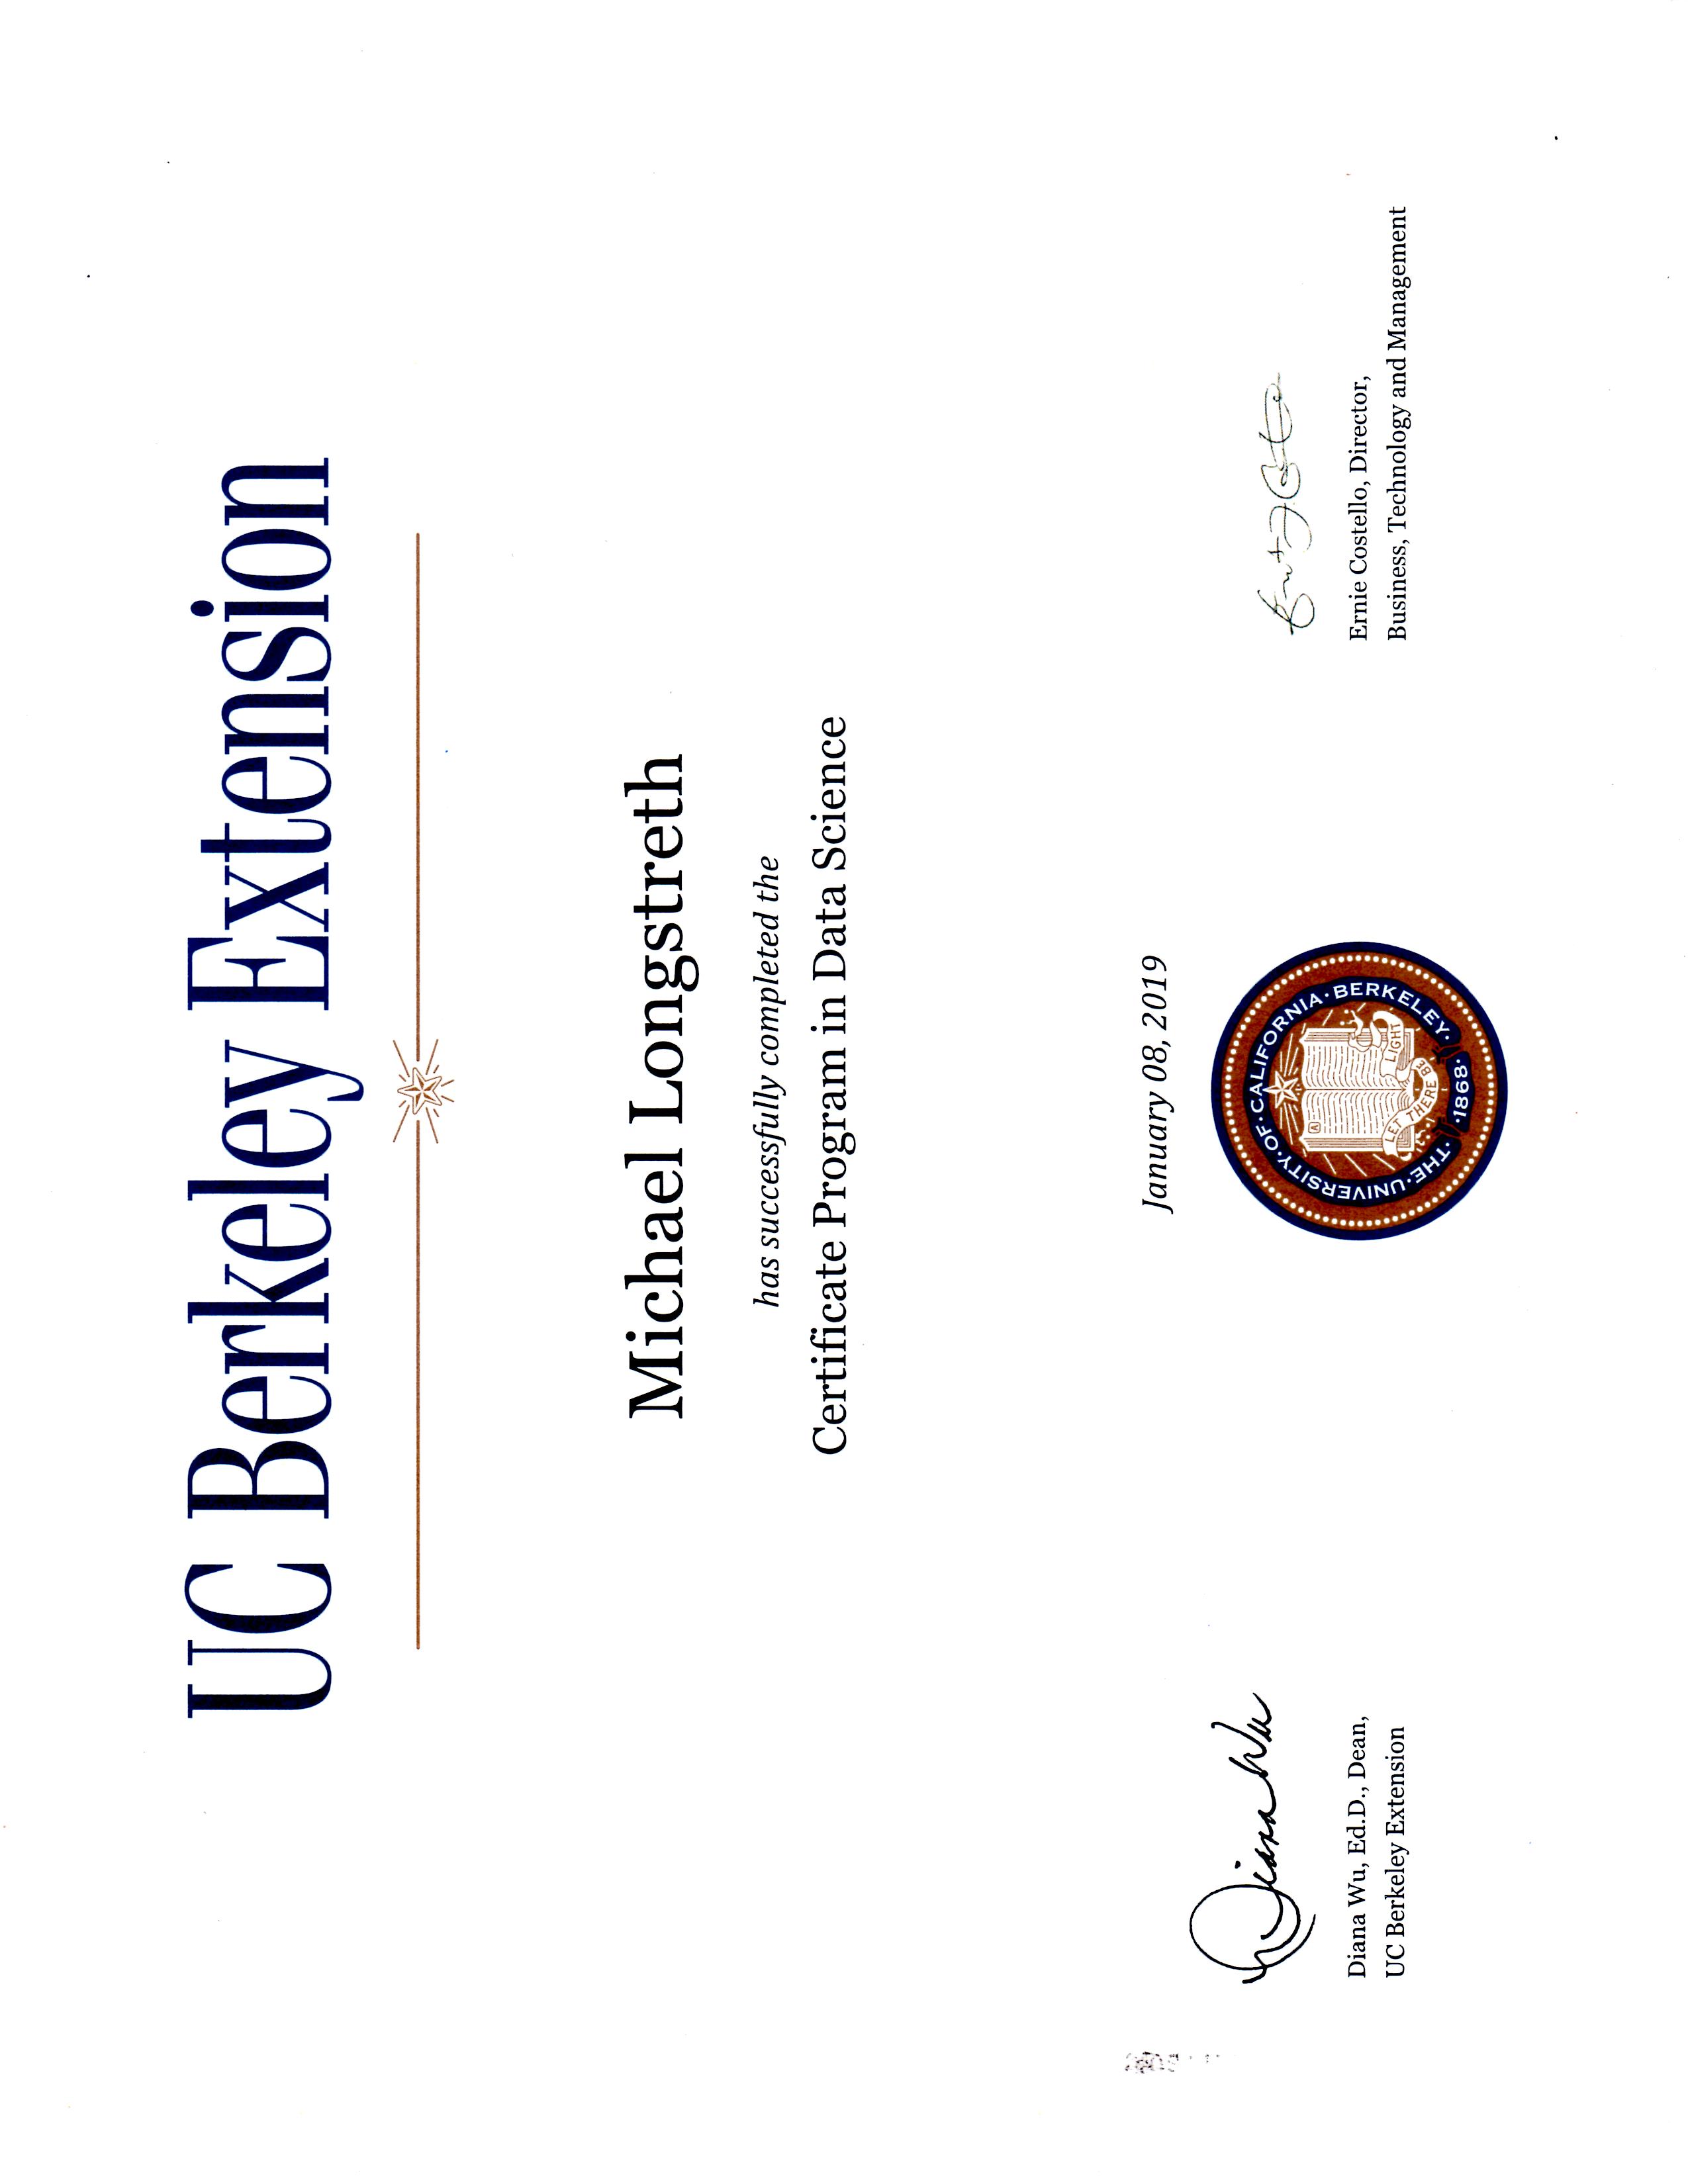 UC Berkeley Extension
Michael Longstreth
has successfully completed the
Certificate Program in Data Science
January 08, 2019
Diana Wu
Diana Wu, Ed.D., Dean,
UC Berkeley Extension
THE·UNIVERSITY·OF·CALIFORNIA·BERKELEY·
A
LET THERE BE LIGHT
·1868·
Ernie Costello, Director,
Business, Technology and Management